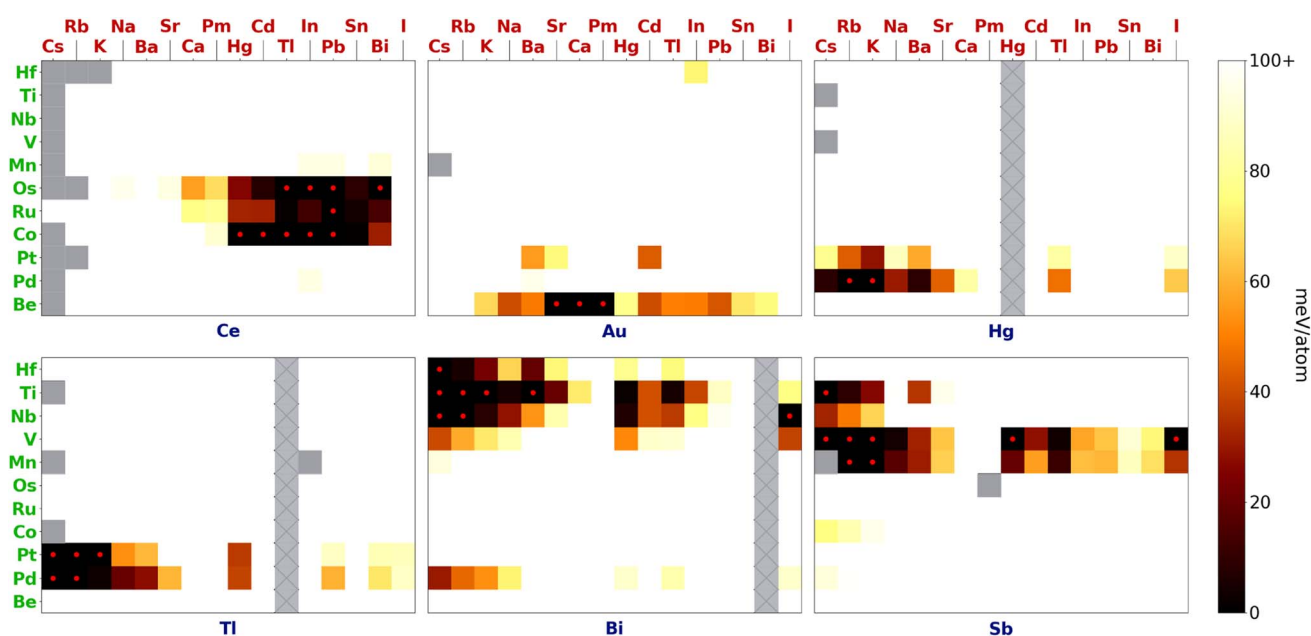 Rb Na Sr Pm Cd In Sn I Rb Na Sr Pm Cd In Sn I Rb Na Sr Pm Cd In Sn I
Cs K Ba Ca Hg Tl Pb Bi Cs K Ba Ca Hg Tl Pb Bi Cs K Ba Ca Hg Tl Pb Bi
Hf
Ti
Nb
V
Mn
Os
Ru
Co
Pt
Pd
Be
Ce Au Hg
Hf
Ti
Nb
V
Mn
Os
Ru
Co
Pt
Pd
Be
Tl Bi Sb
100+
80
60
40
20
0
meV/atom